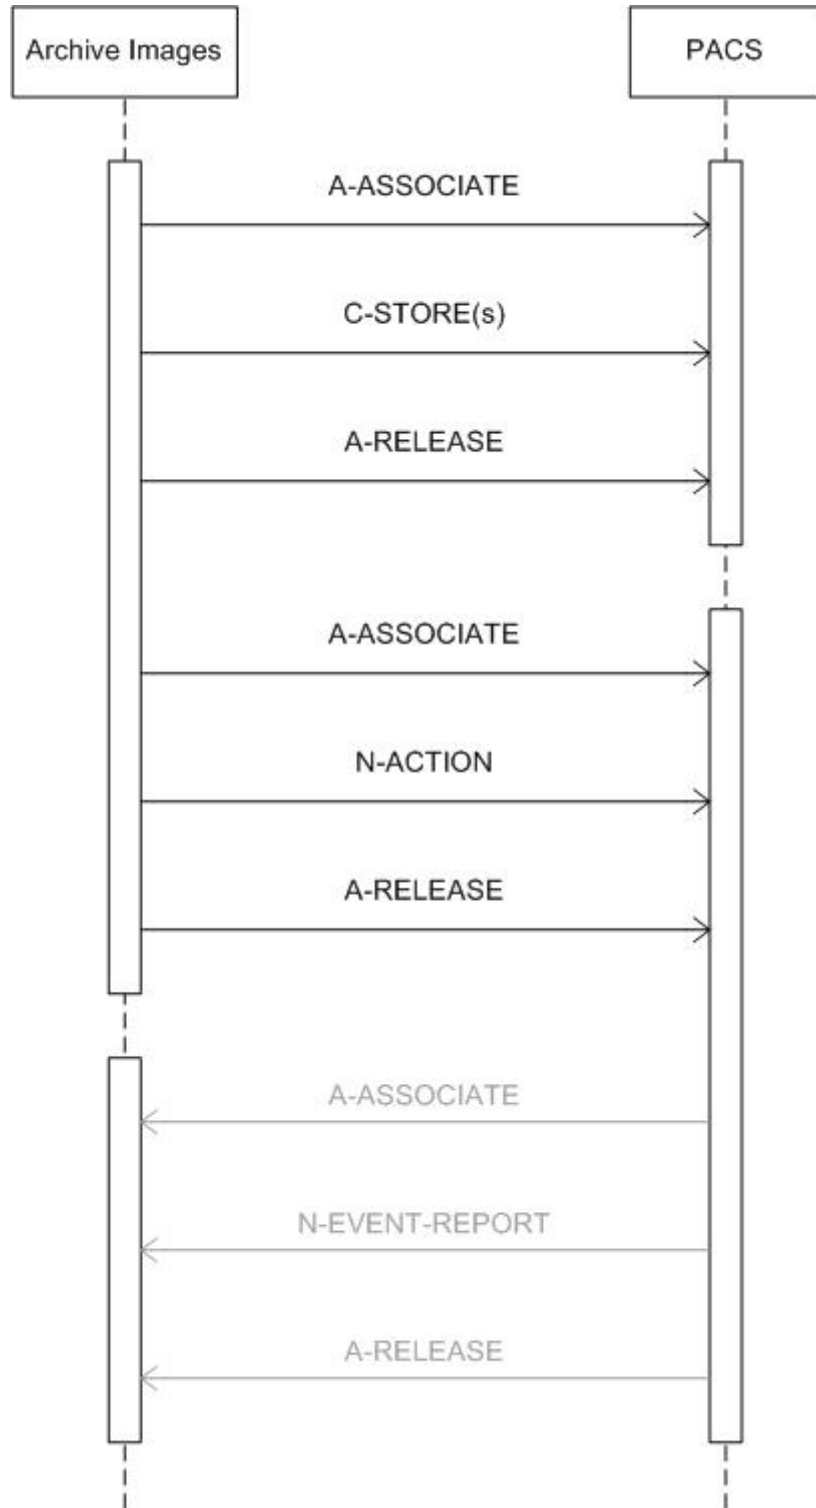 Archive Images
PACS
A-ASSOCIATE
C-STORE(s)
A-RELEASE
A-ASSOCIATE
N-ACTION
A-RELEASE
A-ASSOCIATE
N-EVENT-REPORT
A-RELEASE